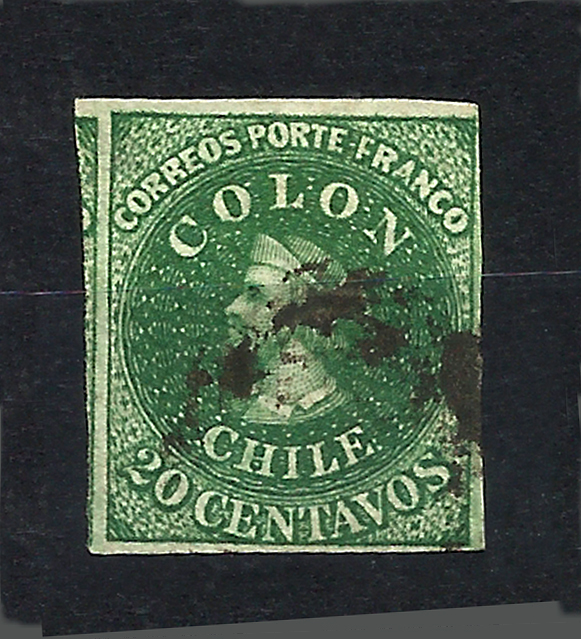 CORREOS PORTE FRANCO
COLON
CHILE
20 CENTAVOS